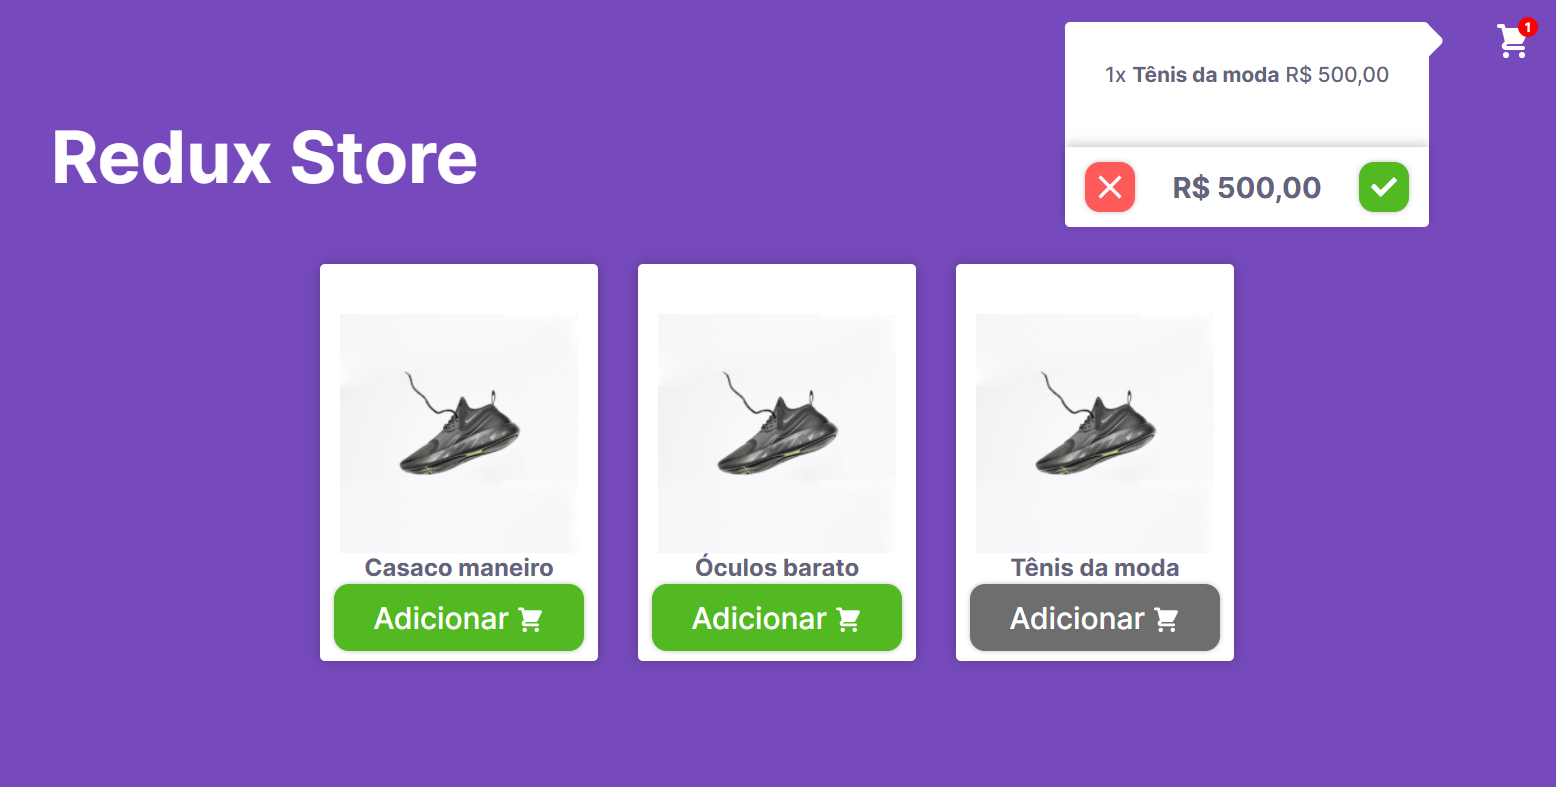 1
1x Tênis da moda R$ 500,00
Redux Store
R$ 500,00
Casaco maneiro
Óculos barato
Tênis da moda
Adicionar
Adicionar
Adicionar